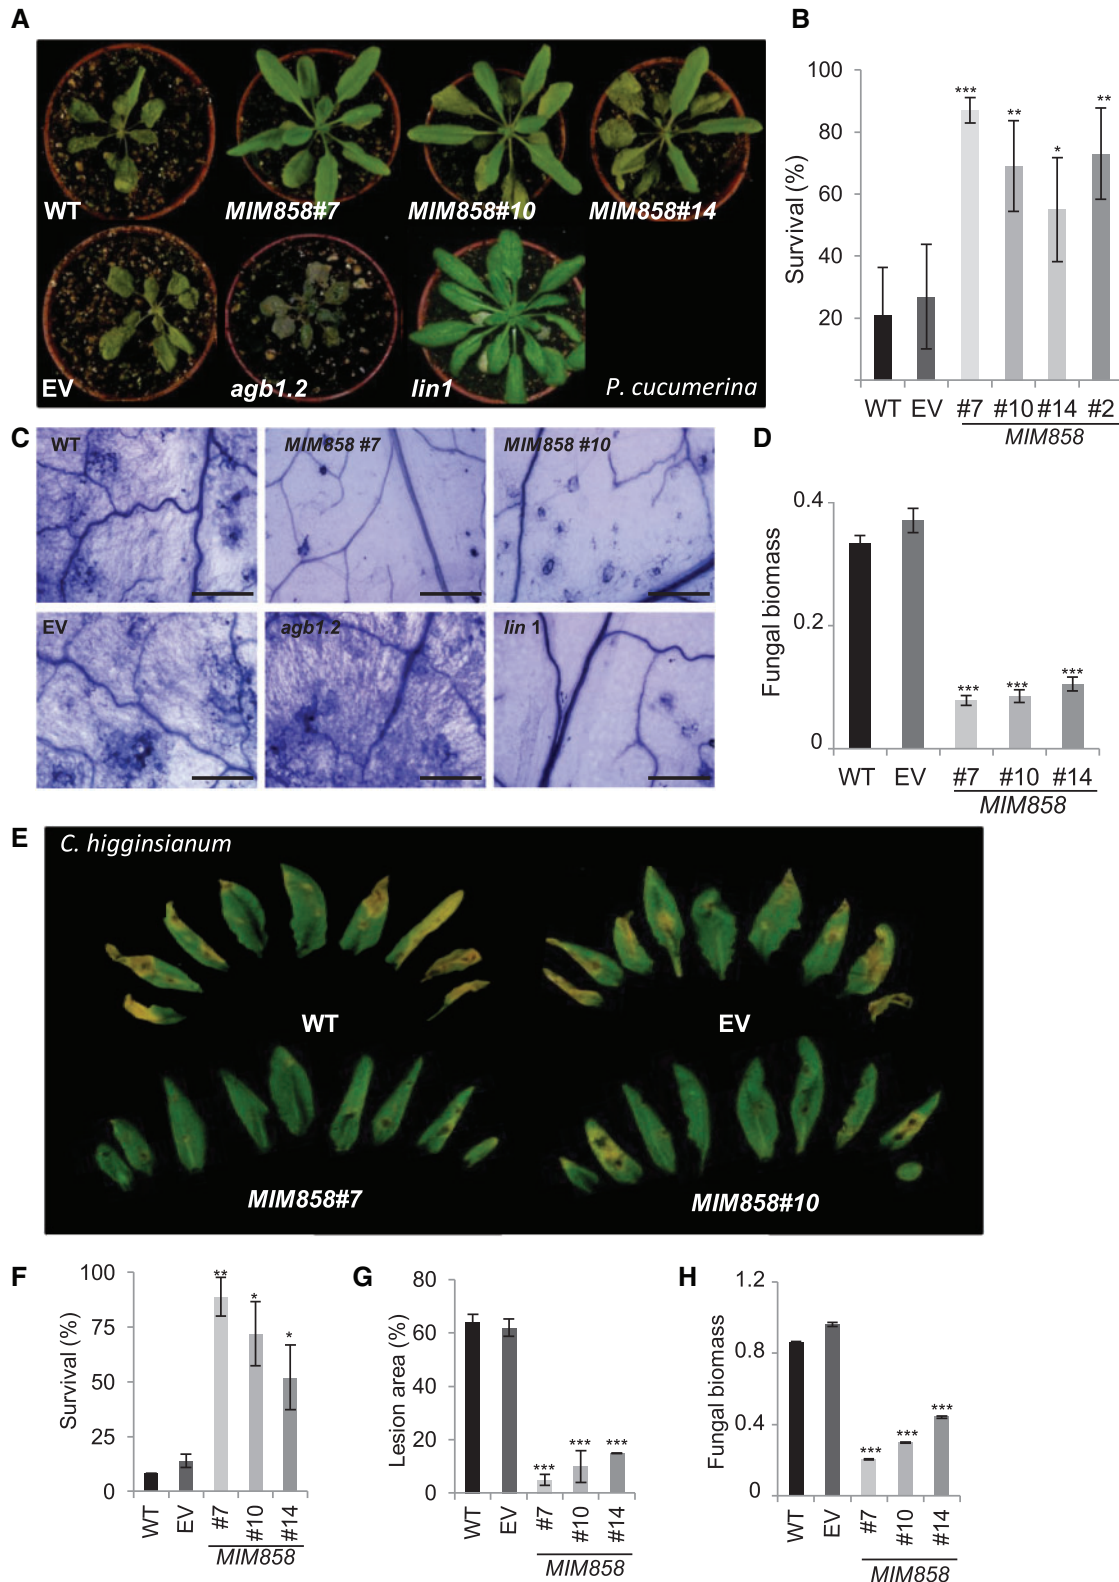 A
WT
MIM858#7
MIM858#10
MIM858#14
EV
agb1.2
lin1
P. cucumerina
B
Survival (%)
100
80
60
40
20
***
**
*
**
WT EV #7 #10 #14 #2
MIM858
C
WT
MIM858 #7
MIM858 #10
EV
agb1.2
lin 1
D
Fungal biomass
0.4
0.2
0
***
***
***
WT EV #7 #10 #14
MIM858
E
C. higginsianum
WT
EV
MIM858#7
MIM858#10
F
Survival (%)
100
75
50
25
0
**
*
*
WT EV #7 #10 #14
MIM858
G
Lesion area (%)
80
60
40
20
0
***
***
***
WT EV #7 #10 #14
MIM858
H
Fungal biomass
1.2
0.8
0.4
0
***
***
***
WT EV #7 #10 #14
MIM858